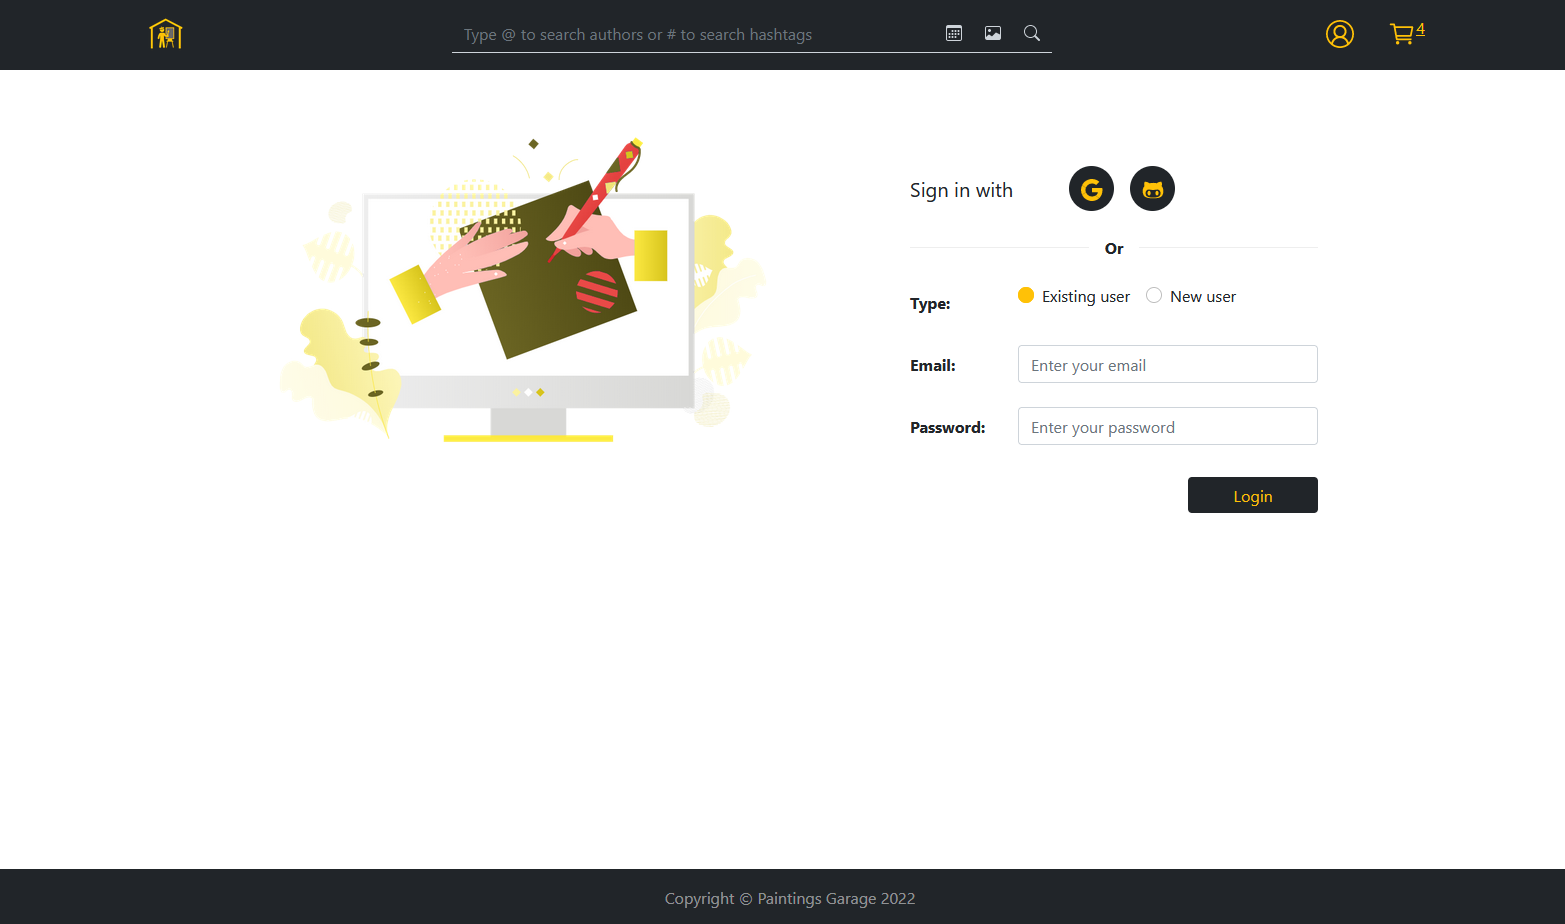 Type @ to search authors or # to search hashtags
4
Sign in with
Or
Type:
Existing user
New user
Email:
Enter your email
Password:
Enter your password
Login
Copyright © Paintings Garage 2022